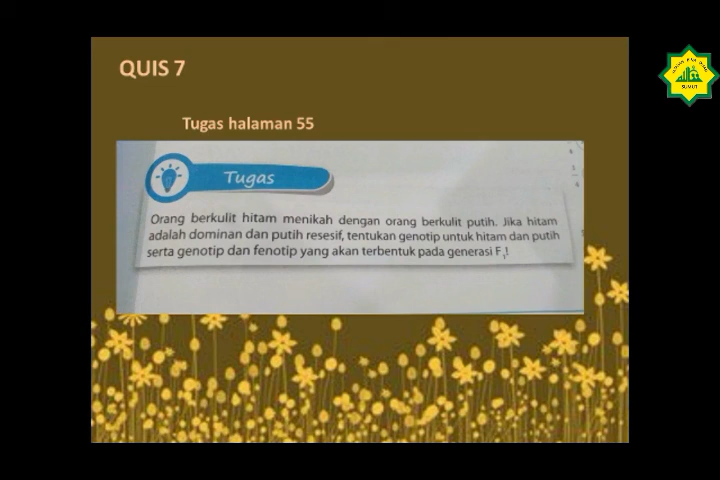 QUIS 7
Tugas halaman 55
Tugas
Orang berkulit hitam menikah dengan orang berkulit putih. Jika hitam
adalah dominan dan putih resesif, tentukan genotip untuk hitam dan putih
serta genotip dan fenotip yang akan terbentuk pada generasi F₁!
SUMUT